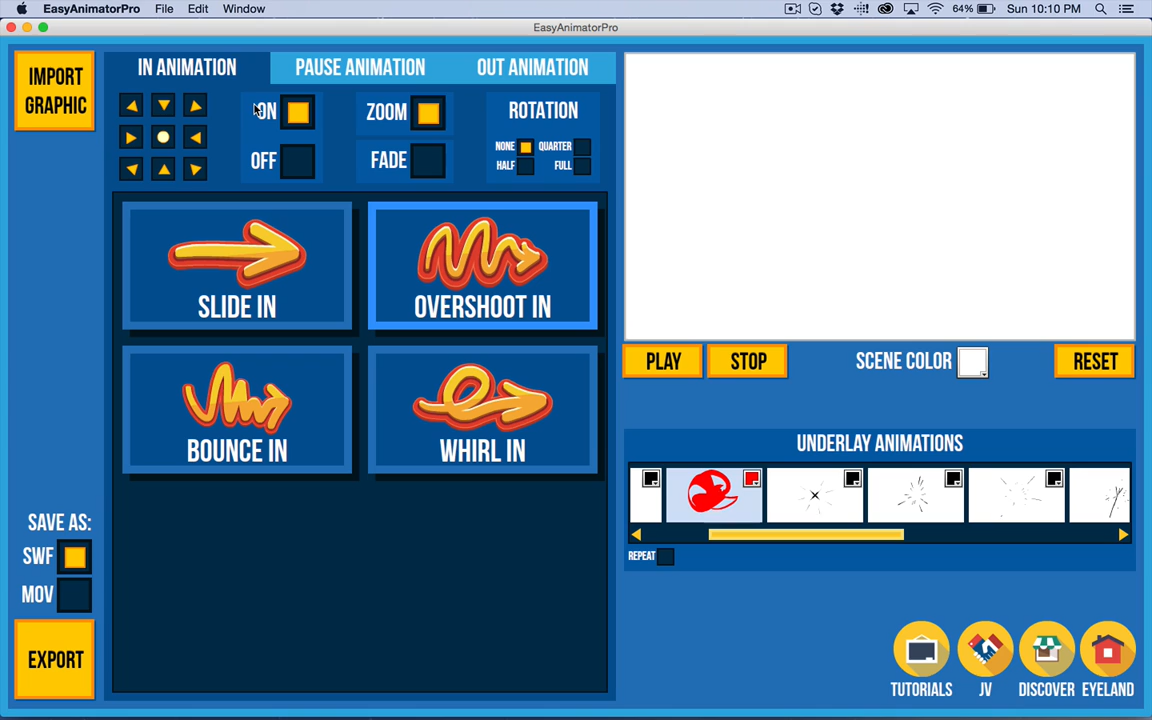 EasyAnimatorPro File Edit Window
64% Sun 10:10 PM
EasyAnimatorPro
IMPORT
GRAPHIC
IN ANIMATION
PAUSE ANIMATION
OUT ANIMATION
ON
OFF
ZOOM
FADE
ROTATION
NONE
QUARTER
HALF
FULL
SLIDE IN
OVERSHOOT IN
BOUNCE IN
WHIRL IN
PLAY
STOP
SCENE COLOR
RESET
UNDERLAY ANIMATIONS
REPEAT
SAVE AS:
SWF
MOV
EXPORT
TUTORIALS
JV
DISCOVER
EYELAND